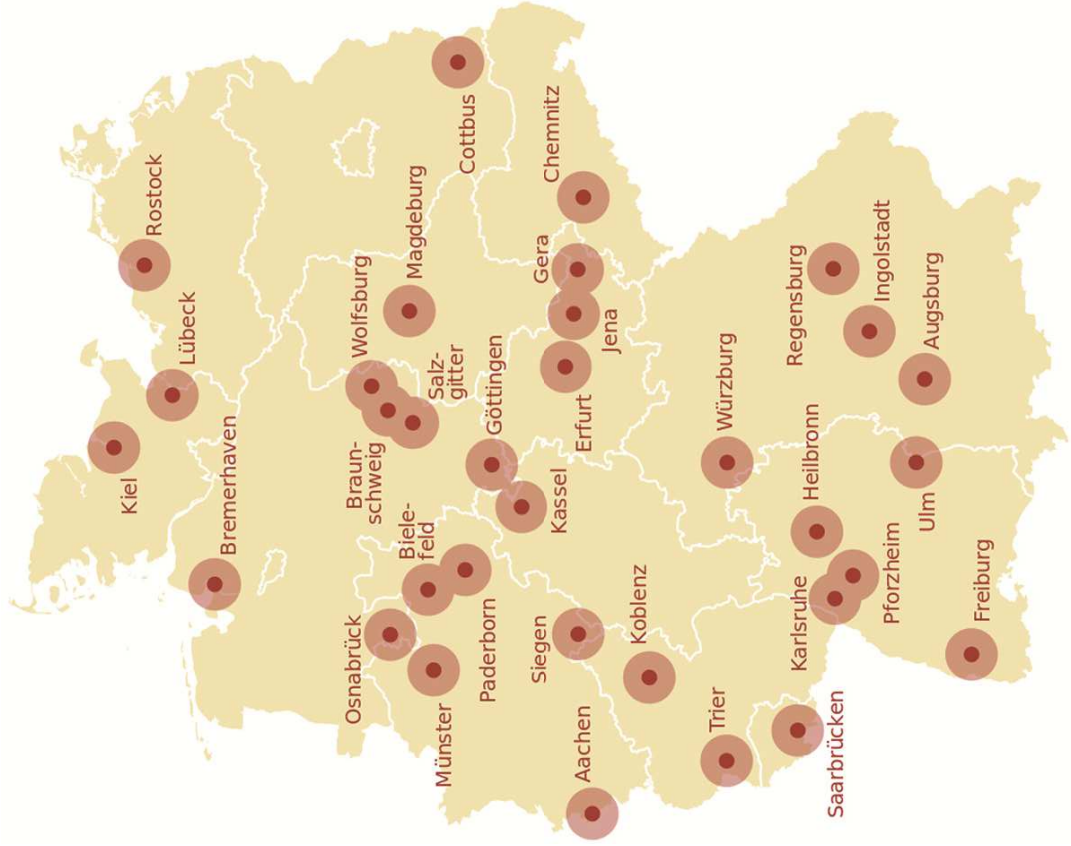 Rostock
Lübeck
Kiel
Bremerhaven
Cottbus
Magdeburg
Wolfsburg
Salz-
gitter
Braun-
schweig
Göttingen
Kassel
Biele-
feld
Osnabrück
Münster
Paderborn
Chemnitz
Gera
Jena
Erfurt
Siegen
Koblenz
Aachen
Trier
Saarbrücken
Würzburg
Regensburg
Ingolstadt
Augsburg
Heilbronn
Ulm
Karlsruhe
Pforzheim
Freiburg